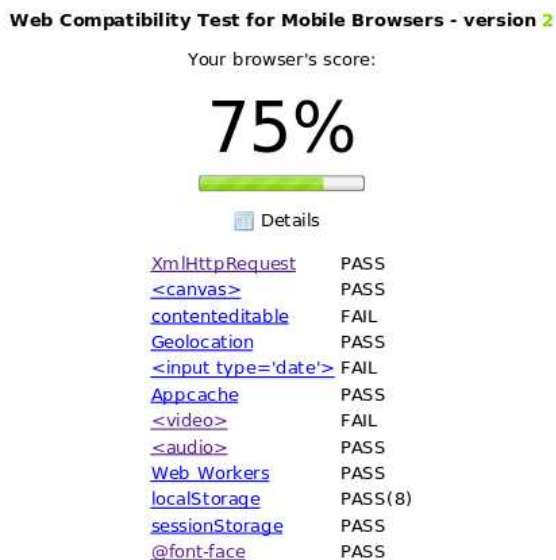 Web Compatibility Test for Mobile Browsers - version 2
Your browser's score:
75%
Details
XmlHttpRequest PASS
<canvas> PASS
contenteditable FAIL
Geolocation PASS
<input type='date'> FAIL
Appcache PASS
<video> FAIL
<audio> PASS
Web Workers PASS
localStorage PASS(8)
sessionStorage PASS
@font-face PASS